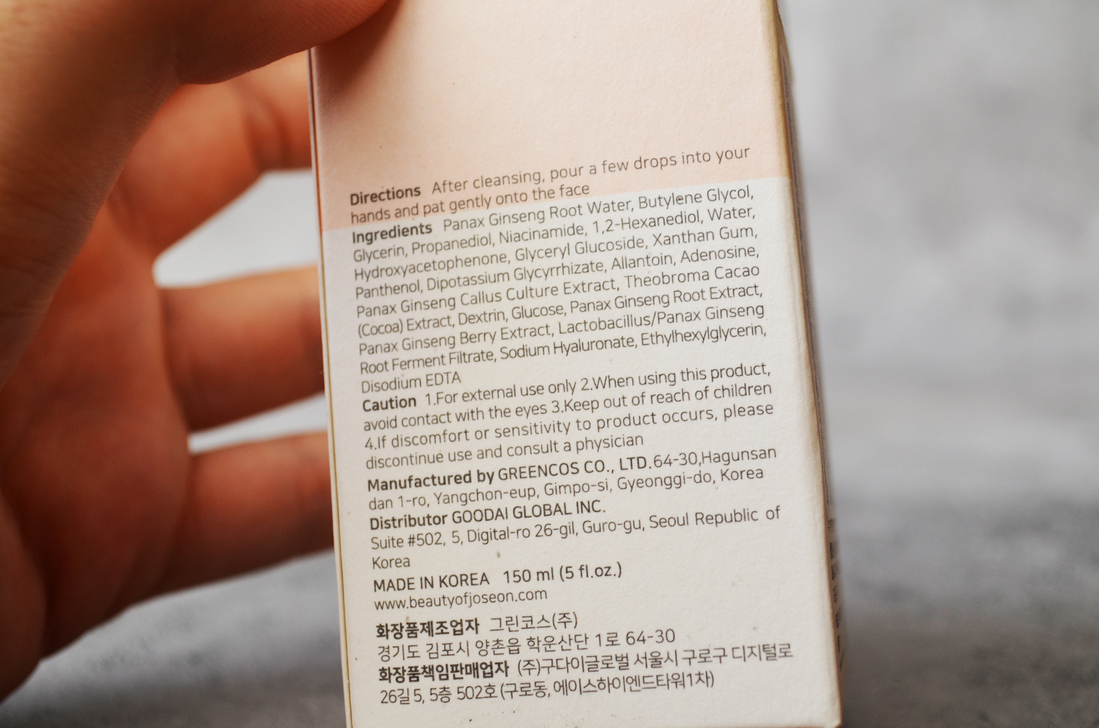 Directions After cleansing, pour a few drops into your
hands and pat gently onto the face
Ingredients Panax Ginseng Root Water, Butylene Glycol,
Glycerin, Propanediol, Niacinamide, 1,2-Hexanediol, Water,
Hydroxyacetophenone, Glyceryl Glucoside, Xanthan Gum,
Panthenol, Dipotassium Glycyrrhizate, Allantoin, Adenosine,
Panax Ginseng Callus Culture Extract, Theobroma Cacao
(Cocoa) Extract, Dextrin, Glucose, Panax Ginseng Root Extract,
Panax Ginseng Berry Extract, Lactobacillus/Panax Ginseng
Root Ferment Filtrate, Sodium Hyaluronate, Ethylhexylglycerin,
Disodium EDTA
Caution 1.For external use only 2.When using this product,
avoid contact with the eyes 3.Keep out of reach of children
4.If discomfort or sensitivity to product occurs, please
discontinue use and consult a physician
Manufactured by GREENCOS CO., LTD.64-30,Hagunsan
dan 1-ro, Yangchon-eup, Gimpo-si, Gyeonggi-do, Korea
Distributor GOODAI GLOBAL INC.
Suite #502, 5, Digital-ro 26-gil, Guro-gu, Seoul Republic of
Korea
MADE IN KOREA 150 ml (5 fl.oz.)
www.beautyofjoseon.com
화장품제조업자 그린코스(주)
경기도 김포시 양촌읍 학운산단 1로 64-30
화장품책임판매업자 (주)구다이글로벌 서울시 구로구 디지털로
26길 5, 5층 502호 (구로동, 에이스하이엔드타워1차)